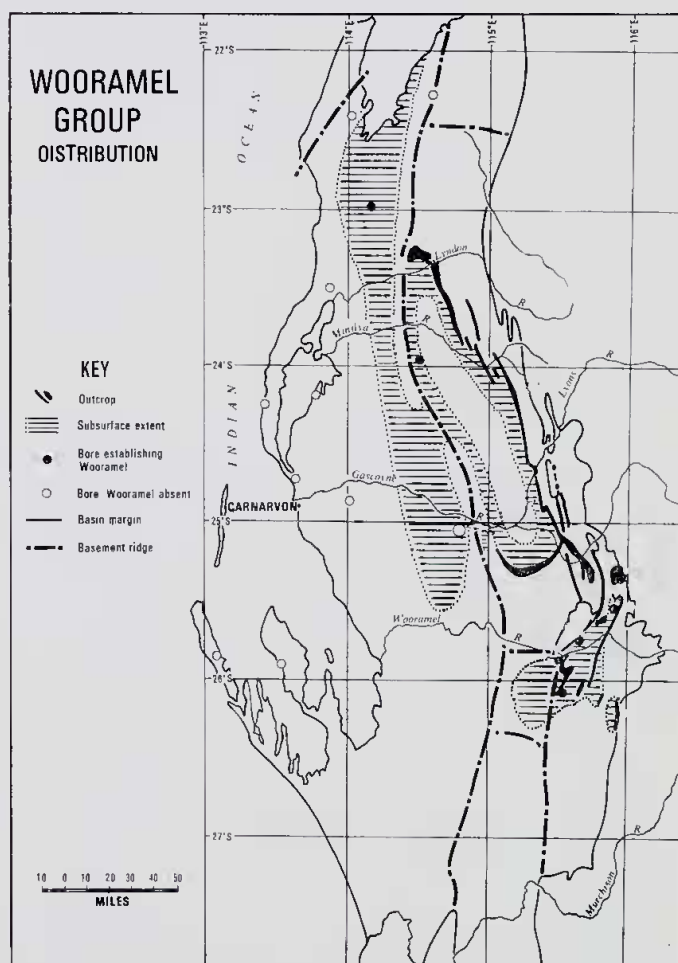 113°E
114°
115°
116°
22°S
WOORAMEL
GROUP
DISTRIBUTION
OCEAN
23°S
Lyndon
R
Minilya
R
24°S
R
Lyons
KEY
Outcrop
Subsurface extent
Bore establishing
Wooramel
Bore Wooramel absent
Basin margin
Basement ridge
INDIAN
Gascoyne
CARNARVON
25°S
R
Wooramel
R
26°S
27°S
R
Murchison
10 0 10 20 30 40 50
MILES